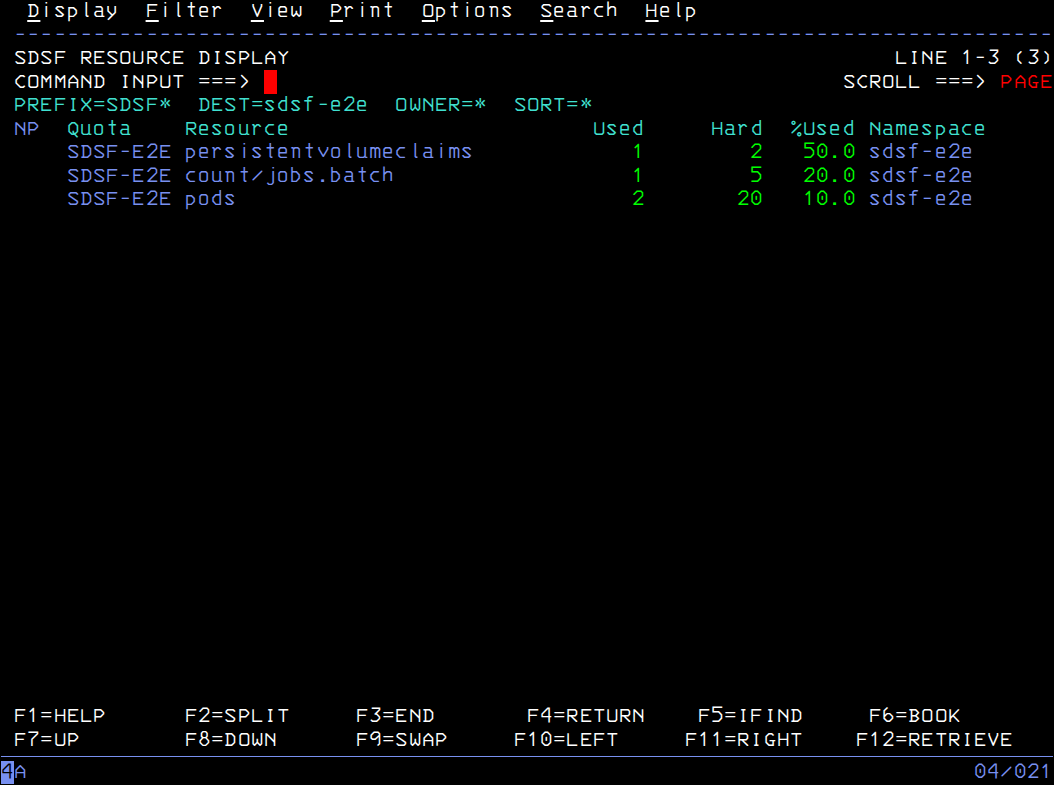 Display Filter View Print Options Search Help
SDSF RESOURCE DISPLAY LINE 1-3 (3)
COMMAND INPUT ===> SCROLL ===> PAGE
PREFIX=SDSF* DEST=sdsf-e2e OWNER=* SORT=*
NP Quota Resource Used Hard %Used Namespace
SDSF-E2E persistentvolumeclaims 1 2 50.0 sdsf-e2e
SDSF-E2E count/jobs.batch 1 5 20.0 sdsf-e2e
SDSF-E2E pods 2 20 10.0 sdsf-e2e
F1=HELP F2=SPLIT F3=END F4=RETURN F5=IFIND F6=BOOK
F7=UP F8=DOWN F9=SWAP F10=LEFT F11=RIGHT F12=RETRIEVE
4A 04/021